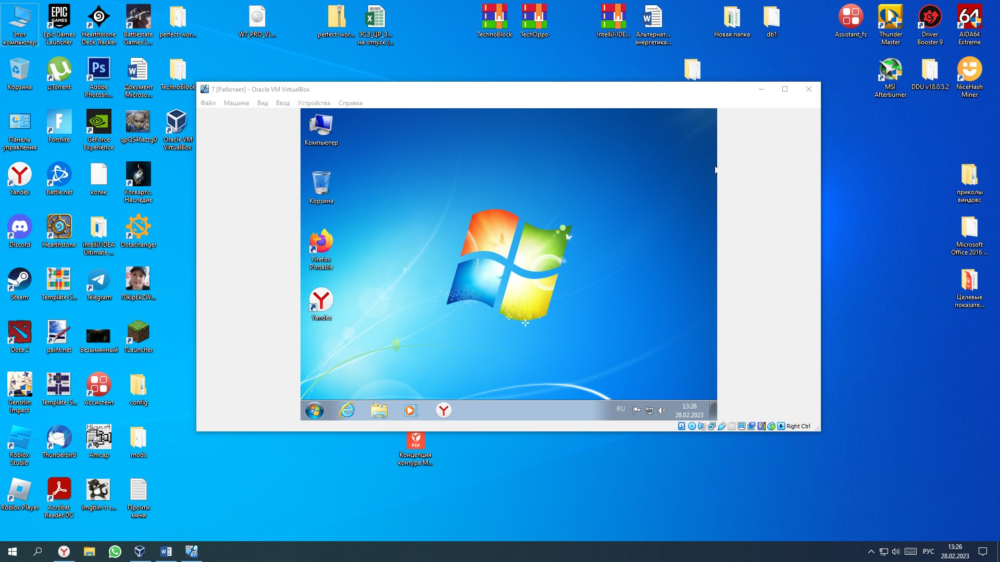 Этот
компьютер
Epic Games
Launcher
Hearthstone
Deck Tracker
Battlestate
Games L...
perfect-wor...
W7_PRO_VL...
perfect-wor...
ЭСЗ_ЦР_З...
на отпуск (...
TechnoBlock
TechOppo
IntelliJ-IDE...
Альтернат...
энергетика...
Новая папка
db1
Assistant_fs
Thunder
Master
Driver
Booster 9
AIDA64
Extreme
Корзина
µTorrent
Adobe
Photosh...
Документ
Microso...
TechnoBlock
MSI
Afterburner
DDU v18.0.5.2
NiceHash
Miner
Панель
управления
Fortnite
GeForce
Experience
qpQS46azzg0
Oracle VM
VirtualBox
Yandex
Battle.net
котик
Хогвартс.
Наследие
приколы
виндовс
Discord
Hearthstone
IntelliJ IDEA
Ultimate ...
Dotachanger
Microsoft
Office 2016 ...
Steam
Template-S...
Telegram
70kipEkZW...
Целевые
показате...
Dota 2
paint.net
Безымянный
TLauncher
Genshin
Impact
Template-S...
Ассистент
config
Roblox
Studio
Thunderbird
Microsoft
Amcap
mods
Roblox Player
Acrobat
Reader DC
imgbin-t-s...
Прочти
меня
EPIC
GAMES
Ps
64
PDF
Концепция
контура М...
7 [Работает] - Oracle VM VirtualBox
Файл Машина Вид Ввод Устройства Справка
Компьютер
Корзина
Firefox
Portable
Yandex
RU
13:26
28.02.2023
Right Ctrl
РУС
13:26
28.02.2023